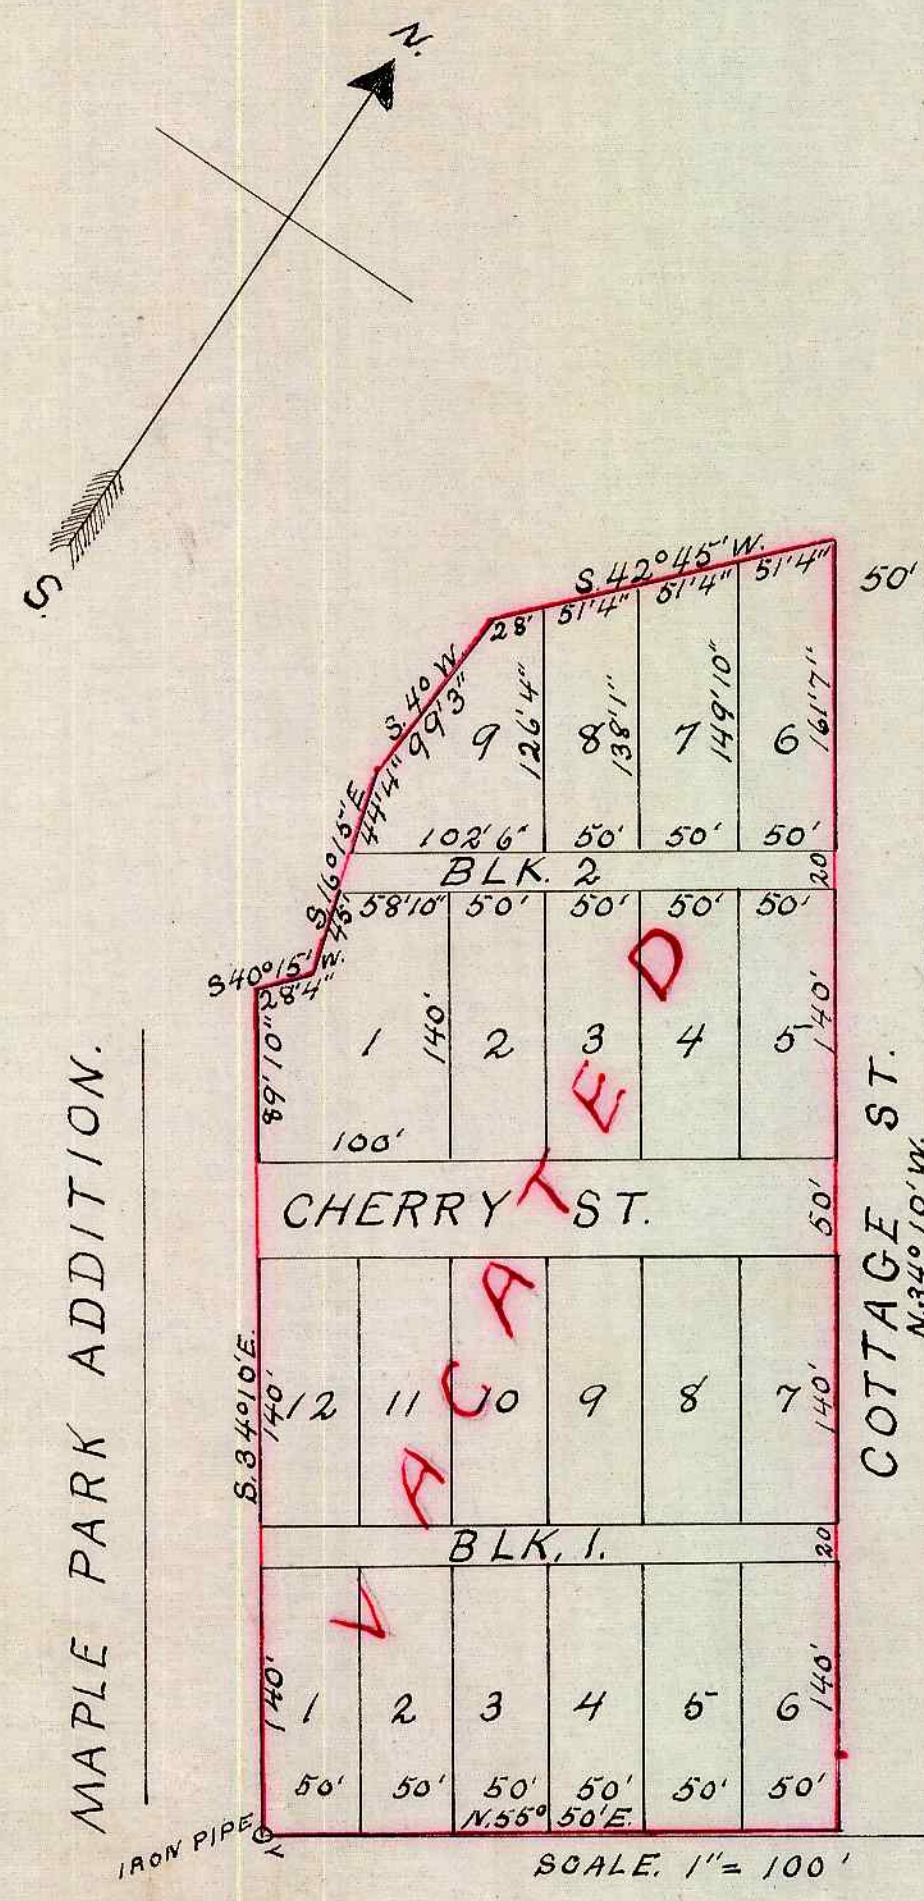 N.
S.
S. 42°45' W.
28' 51'4" 51'4" 51'4"
50'
S. 4° W.
99'3"
9 126'4" 8 138'1" 7 149'10" 6 161'7"
S. 16°15' E
44'4"
102'6" 50' 50' 50'
BLK. 2
20
45'
58'10" 50' 50' 50' 50'
S 40°15' W.
28'4"
89'10"
1 140' 2 3 4 5 140'
100'
CHERRY ST.
50'
VACATED
COTTAGE ST.
N. 34°10' W.
MAPLE PARK ADDITION.
S. 34°10' E.
140'
12 11 10 9 8 7 140'
BLK. 1.
20
140'
1 2 3 4 5 6 140'
50' 50' 50' 50' 50' 50'
N. 55° 50' E.
IRON PIPE
SCALE. 1" = 100'